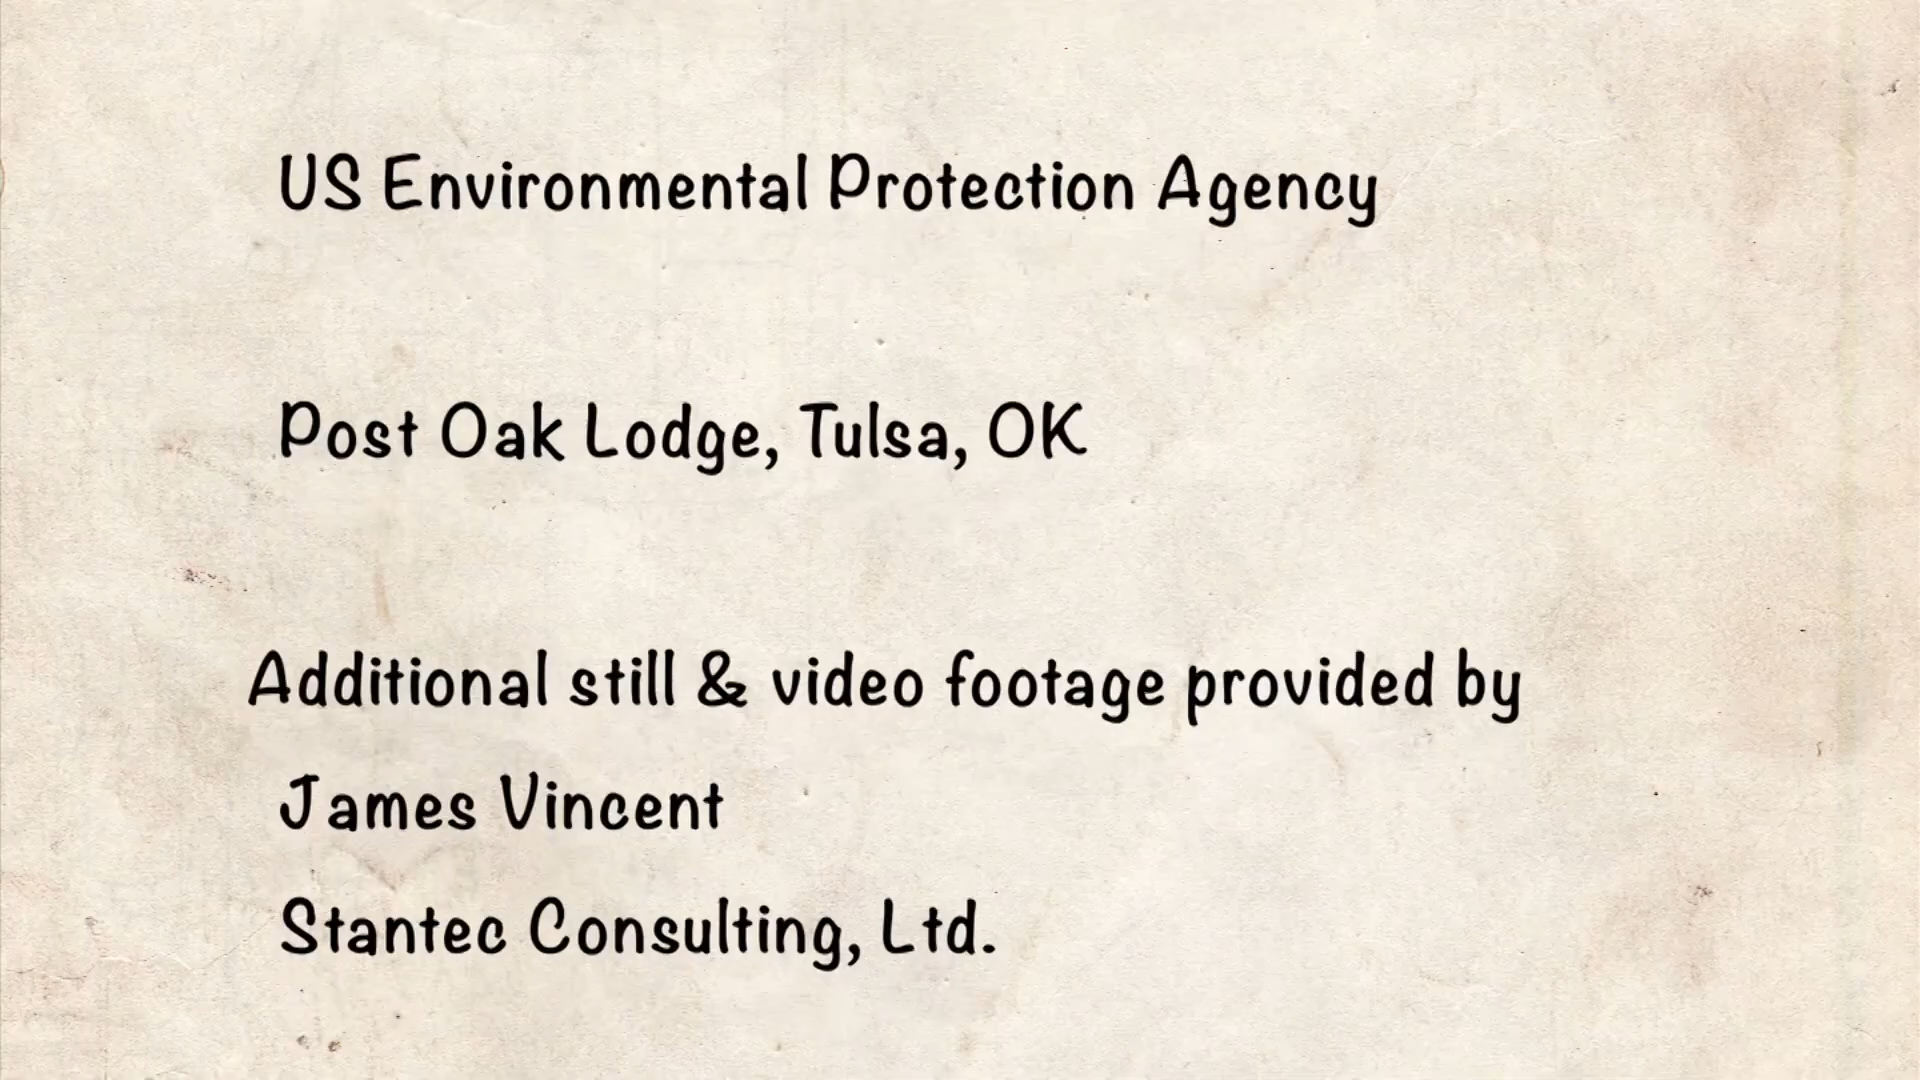 US Environmental Protection Agency
Post Oak Lodge, Tulsa, OK
Additional still & video footage provided by
James Vincent
Stantec Consulting, Ltd.